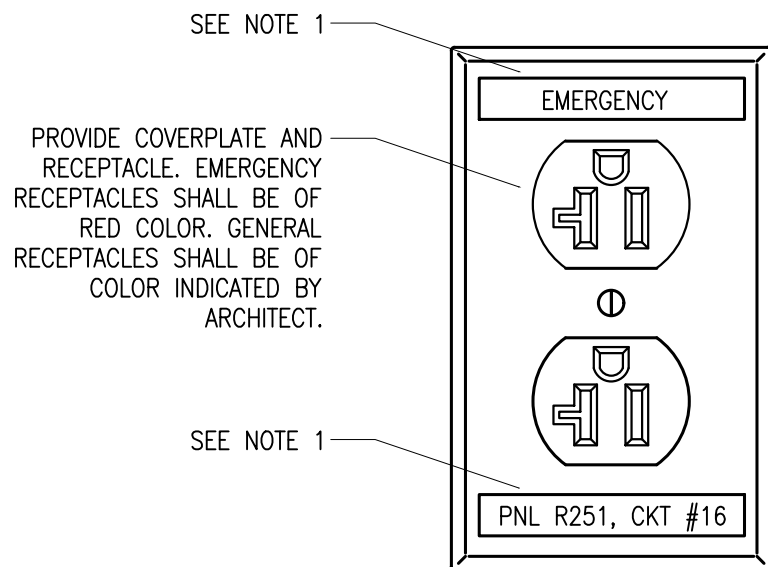 SEE NOTE 1
EMERGENCY
PROVIDE COVERPLATE AND
RECEPTACLE. EMERGENCY
RECEPTACLES SHALL BE OF
RED COLOR. GENERAL
RECEPTACLES SHALL BE OF
COLOR INDICATED BY
ARCHITECT.
SEE NOTE 1
PNL R251, CKT #16